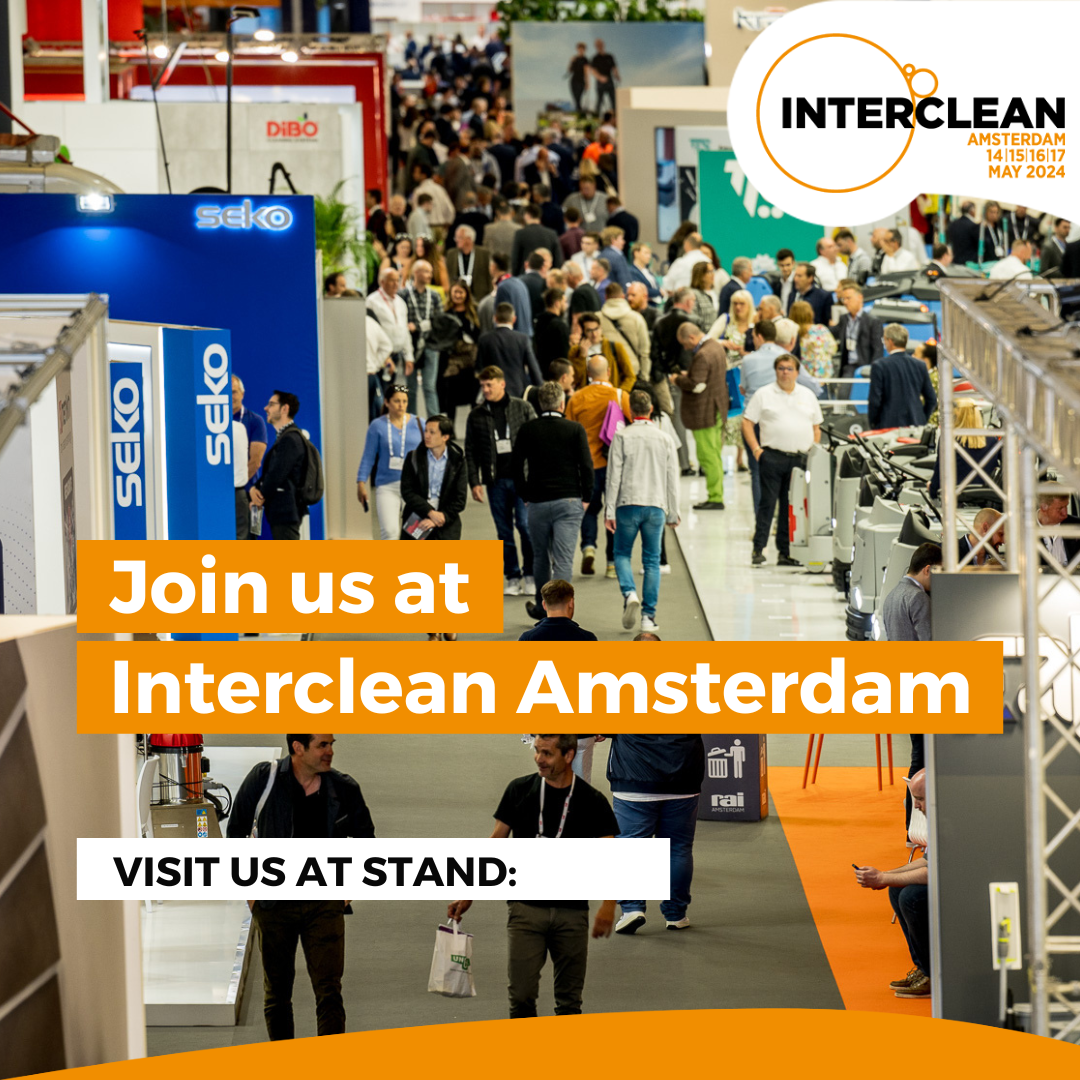 INTERCLEAN
AMSTERDAM
14|15|16|17
MAY 2024
DiBO
SEKO
SEKO
SEKO
Join us at
Interclean Amsterdam
rai
AMSTERDAM
VISIT US AT STAND: